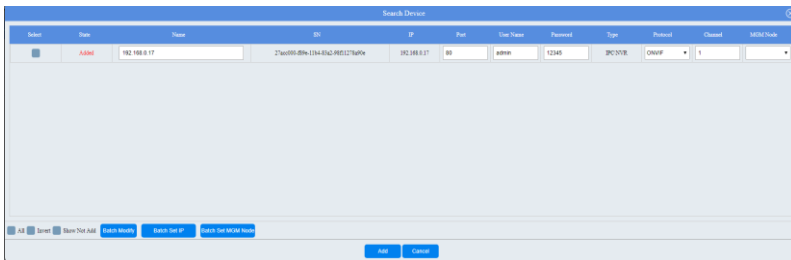 Search Device
Select State Name SN IP Port User Name Password Type Protocol Channel MGM Node
Added 192.168.0.17 192.168.0.17 80 admin 12345 IPC/NVR ONVIF 1
All Invert Show Not Add Batch Modify Batch Set IP Batch Set MGM Node
Add Cancel